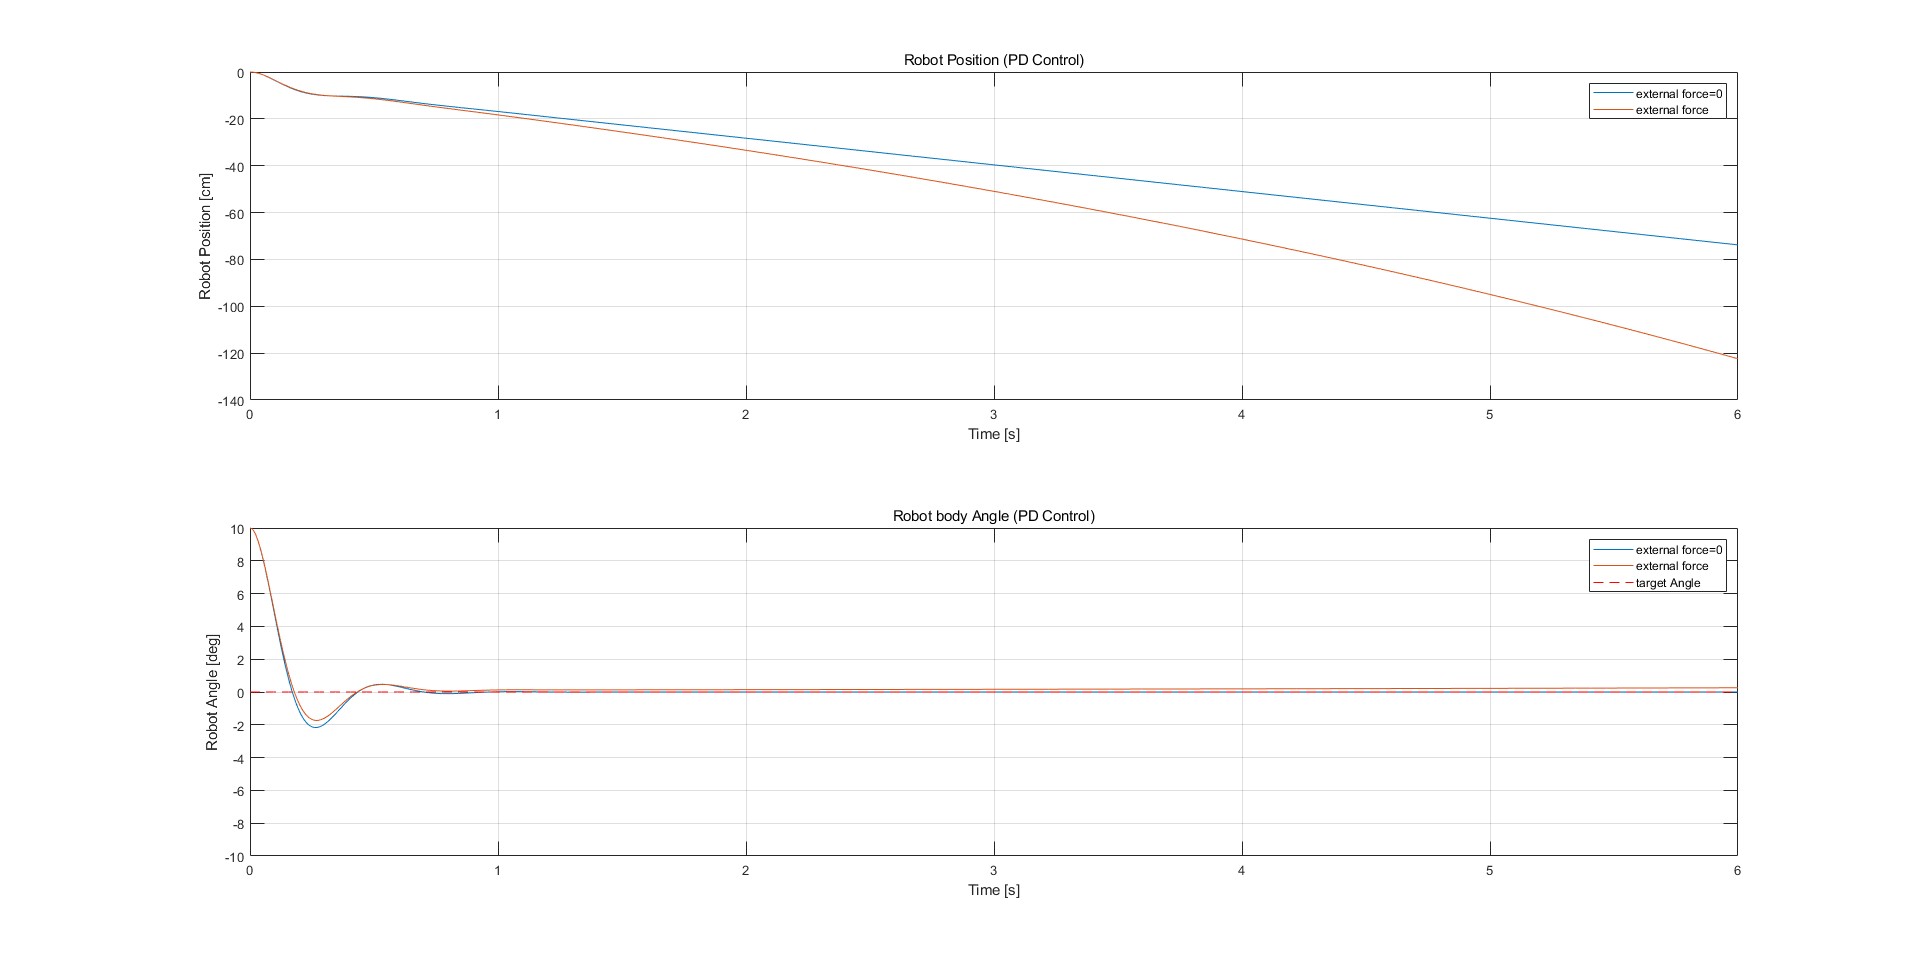 Robot Position (PD Control)
external force=0
external force
0
-20
-40
-60
-80
-100
-120
-140
Robot Position [cm]
0 1 2 3 4 5 6
Time [s]
Robot body Angle (PD Control)
external force=0
external force
target Angle
10
8
6
4
2
0
-2
-4
-6
-8
-10
Robot Angle [deg]
0 1 2 3 4 5 6
Time [s]